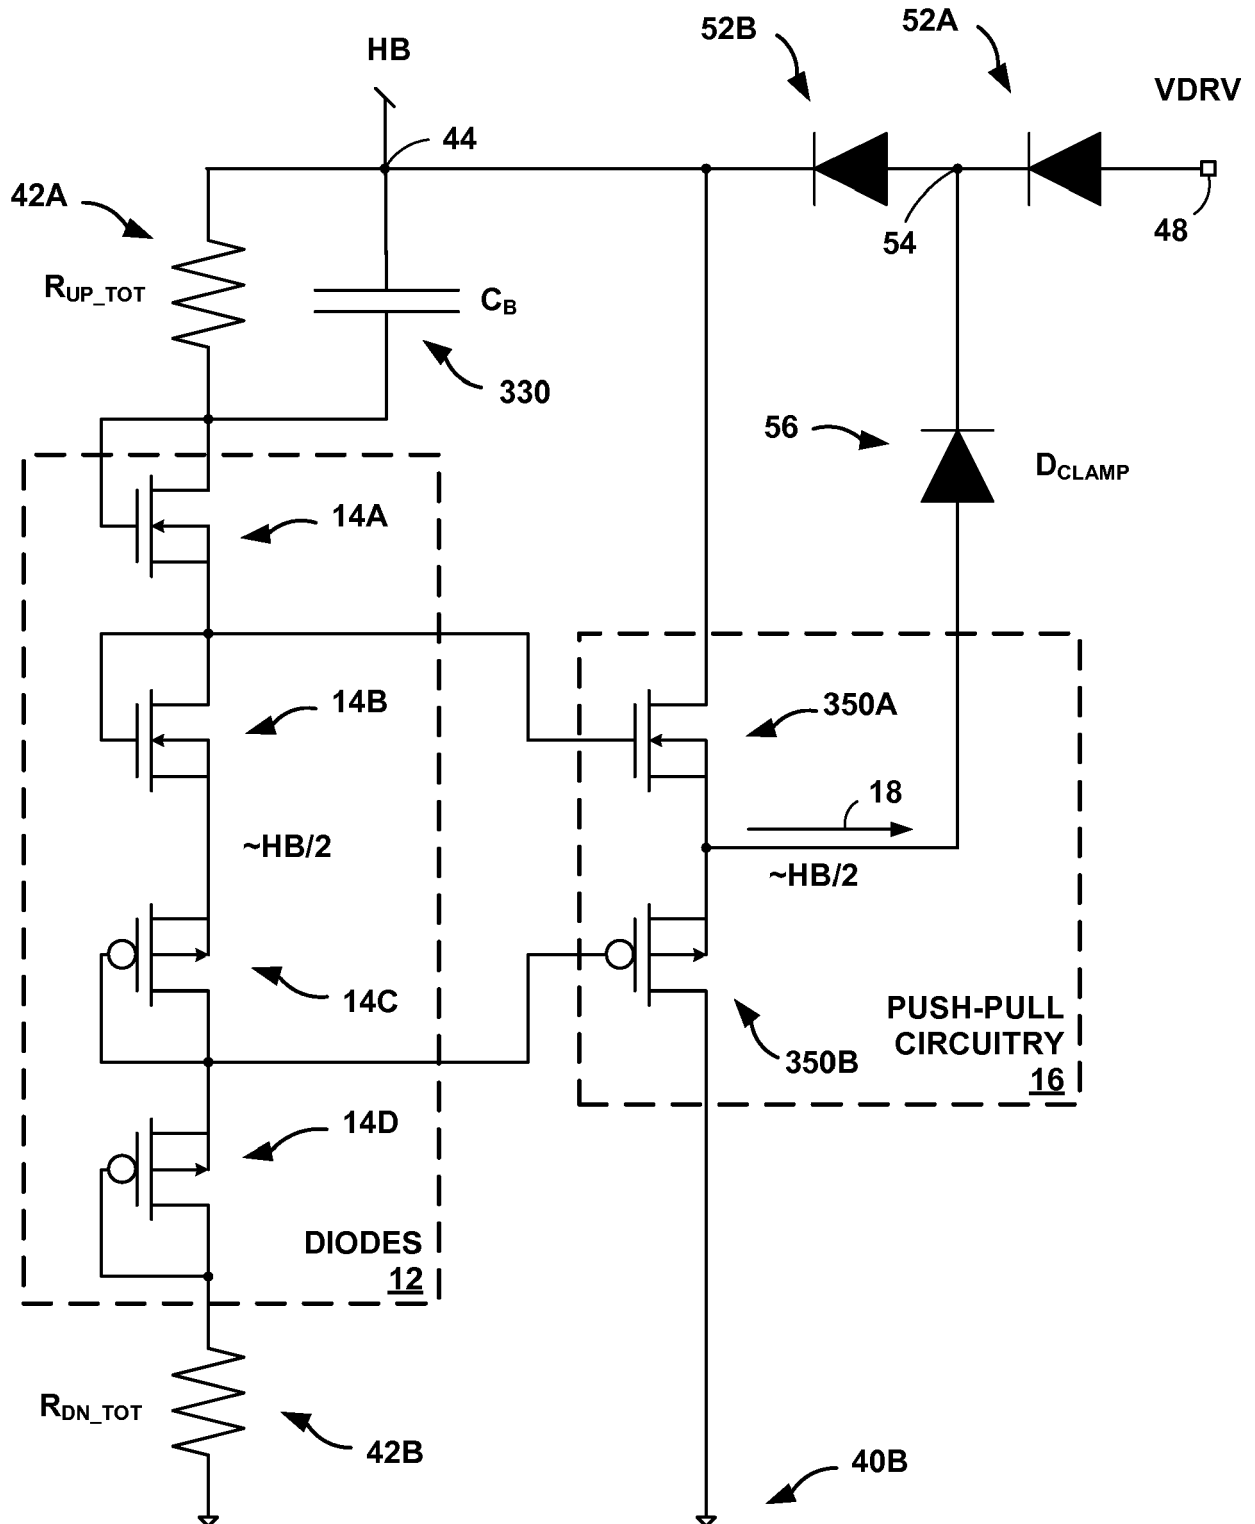 52B
52A
HB
VDRV
44
42A
54
48
RUP_TOT
CB
330
56
DCLAMP
14A
14B
350A
18
~HB/2
~HB/2
14C
PUSH-PULL
CIRCUITRY
16
350B
14D
DIODES
12
RDN_TOT
42B
40B